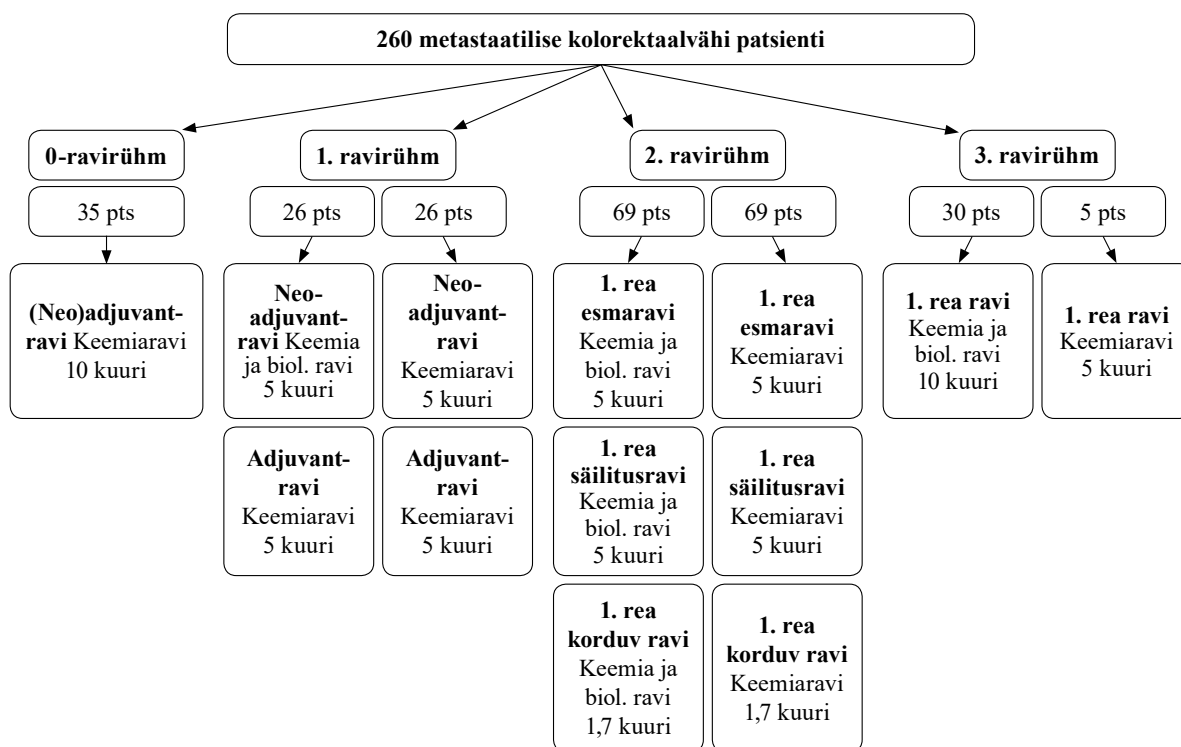 260 metastaatilise kolorektaalvähi patsienti
0-ravirühm
1. ravirühm
2. ravirühm
3. ravirühm
35 pts
26 pts
26 pts
69 pts
69 pts
30 pts
5 pts
(Neo)adjuvant-
ravi Keemiaravi
10 kuuri
Neo-
adjuvant-
ravi Keemia
ja biol. ravi
5 kuuri
Neo-
adjuvant-
ravi
Keemiaravi
5 kuuri
1. rea
esmaravi
Keemia ja
biol. ravi
5 kuuri
1. rea
esmaravi
Keemiaravi
5 kuuri
1. rea ravi
Keemia ja
biol. ravi
10 kuuri
1. rea ravi
Keemiaravi
5 kuuri
Adjuvant-
ravi
Keemiaravi
5 kuuri
Adjuvant-
ravi
Keemiaravi
5 kuuri
1. rea
säilitusravi
Keemia ja
biol. ravi
5 kuuri
1. rea
säilitusravi
Keemiaravi
5 kuuri
1. rea
korduv ravi
Keemia ja
biol. ravi
1,7 kuuri
1. rea
korduv ravi
Keemiaravi
1,7 kuuri